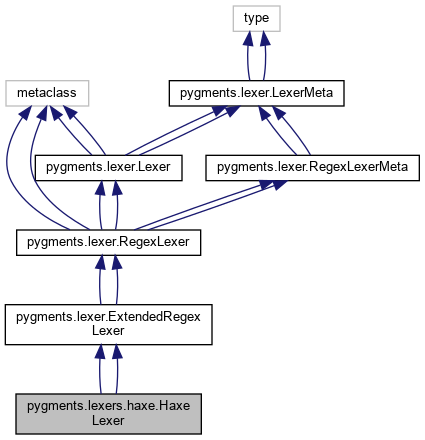 type
metaclass
pygments.lexer.LexerMeta
pygments.lexer.Lexer
pygments.lexer.RegexLexerMeta
pygments.lexer.RegexLexer
pygments.lexer.ExtendedRegex
Lexer
pygments.lexers.haxe.Haxe
Lexer